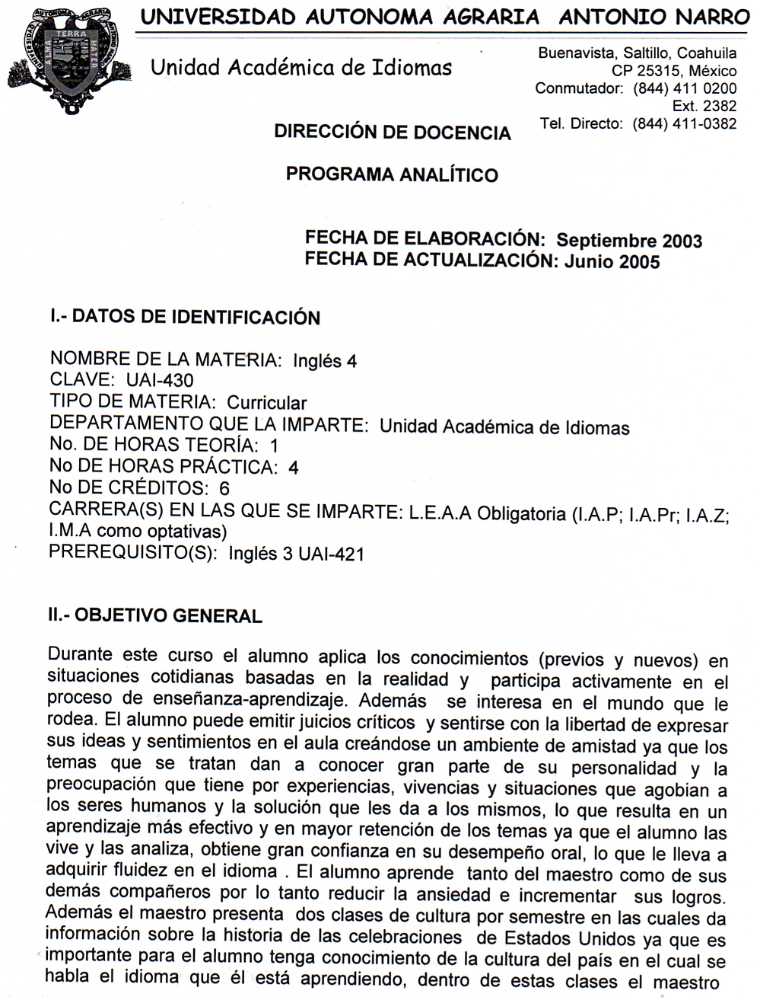 UNIVERSIDAD AUTONOMA AGRARIA ANTONIO NARRO
UNIVERSIDAD AUTONOMA AGRARIA ANTONIO NARRO
ALMA TERRA MATER
Unidad Académica de Idiomas
Buenavista, Saltillo, Coahuila
CP 25315, México
Conmutador: (844) 411 0200
Ext. 2382
Tel. Directo: (844) 411-0382
DIRECCIÓN DE DOCENCIA
PROGRAMA ANALÍTICO
FECHA DE ELABORACIÓN: Septiembre 2003
FECHA DE ACTUALIZACIÓN: Junio 2005
I.- DATOS DE IDENTIFICACIÓN
NOMBRE DE LA MATERIA: Inglés 4
CLAVE: UAI-430
TIPO DE MATERIA: Curricular
DEPARTAMENTO QUE LA IMPARTE: Unidad Académica de Idiomas
No. DE HORAS TEORÍA: 1
No DE HORAS PRÁCTICA: 4
No DE CRÉDITOS: 6
CARRERA(S) EN LAS QUE SE IMPARTE: L.E.A.A Obligatoria (I.A.P; I.A.Pr; I.A.Z;
I.M.A como optativas)
PREREQUISITO(S): Inglés 3 UAI-421
II.- OBJETIVO GENERAL
Durante este curso el alumno aplica los conocimientos (previos y nuevos) en
situaciones cotidianas basadas en la realidad y participa activamente en el
proceso de enseñanza-aprendizaje. Además se interesa en el mundo que le
rodea. El alumno puede emitir juicios críticos y sentirse con la libertad de expresar
sus ideas y sentimientos en el aula creándose un ambiente de amistad ya que los
temas que se tratan dan a conocer gran parte de su personalidad y la
preocupación que tiene por experiencias, vivencias y situaciones que agobian a
los seres humanos y la solución que les da a los mismos, lo que resulta en un
aprendizaje más efectivo y en mayor retención de los temas ya que el alumno las
vive y las analiza, obtiene gran confianza en su desempeño oral, lo que le lleva a
adquirir fluidez en el idioma . El alumno aprende tanto del maestro como de sus
demás compañeros por lo tanto reducir la ansiedad e incrementar sus logros.
Además el maestro presenta dos clases de cultura por semestre en las cuales da
información sobre la historia de las celebraciones de Estados Unidos ya que es
importante para el alumno tenga conocimiento de la cultura del país en el cual se
habla el idioma que él está aprendiendo, dentro de estas clases el maestro